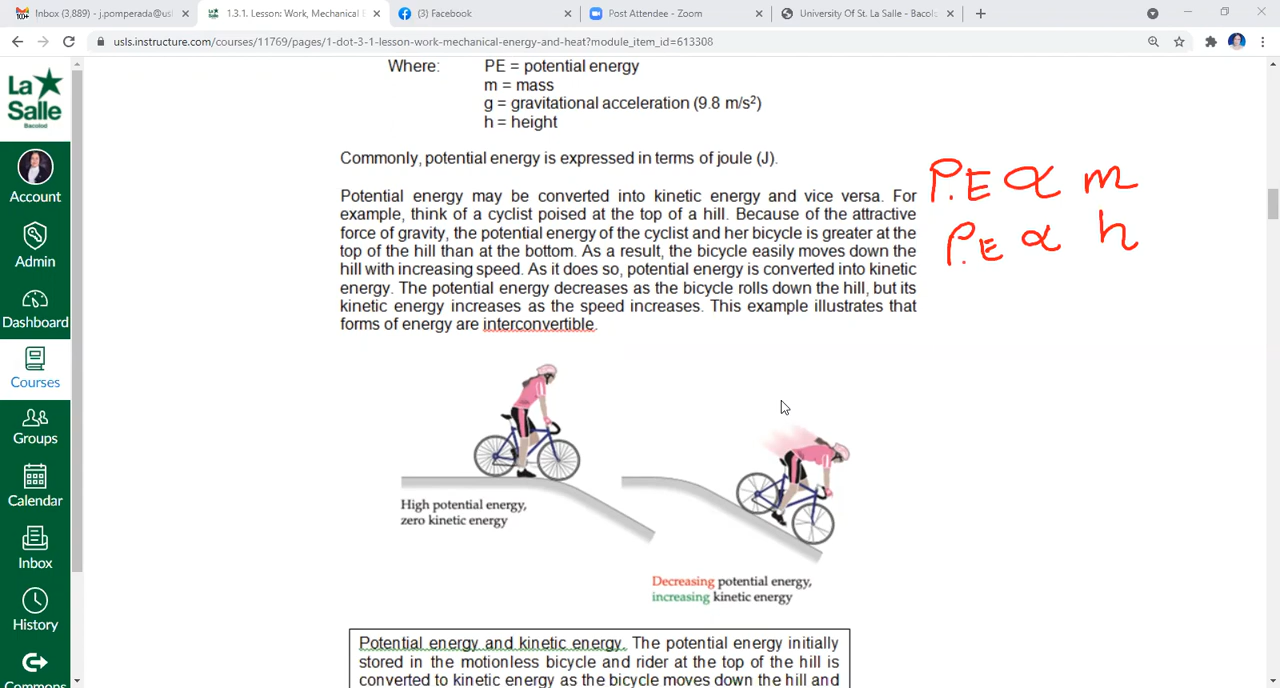 Inbox (3,889) - j.pomperada@us
1.3.1. Lesson: Work, Mechanical E
(3) Facebook
Post Attendee - Zoom
University Of St. La Salle - Bacolo
usls.instructure.com/courses/11769/pages/1-dot-3-1-lesson-work-mechanical-energy-and-heat?module_item_id=613308
La
Salle
Bacolod
Account
Admin
Dashboard
Courses
Groups
Calendar
Inbox
History
Commons
Where: PE = potential energy
m = mass
g = gravitational acceleration (9.8 m/s²)
h = height
Commonly, potential energy is expressed in terms of joule (J).
Potential energy may be converted into kinetic energy and vice versa. For
example, think of a cyclist poised at the top of a hill. Because of the attractive
force of gravity, the potential energy of the cyclist and her bicycle is greater at the
top of the hill than at the bottom. As a result, the bicycle easily moves down the
hill with increasing speed. As it does so, potential energy is converted into kinetic
energy. The potential energy decreases as the bicycle rolls down the hill, but its
kinetic energy increases as the speed increases. This example illustrates that
forms of energy are interconvertible.
P.E ∝ m
P.E ∝ h
High potential energy,
zero kinetic energy
Decreasing potential energy,
increasing kinetic energy
Potential energy and kinetic energy. The potential energy initially
stored in the motionless bicycle and rider at the top of the hill is
converted to kinetic energy as the bicycle moves down the hill and